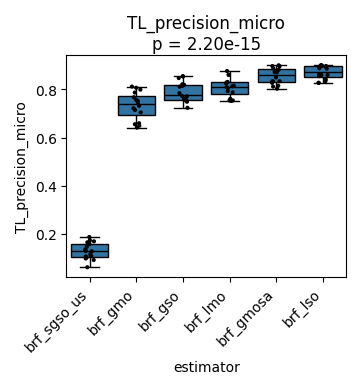 TL_precision_micro
p = 2.20e-15
TL_precision_micro
0.8
0.6
0.4
0.2
brf_sgso_us
brf_gmo
brf_gso
brf_lmo
brf_gmosa
brf_lso
estimator